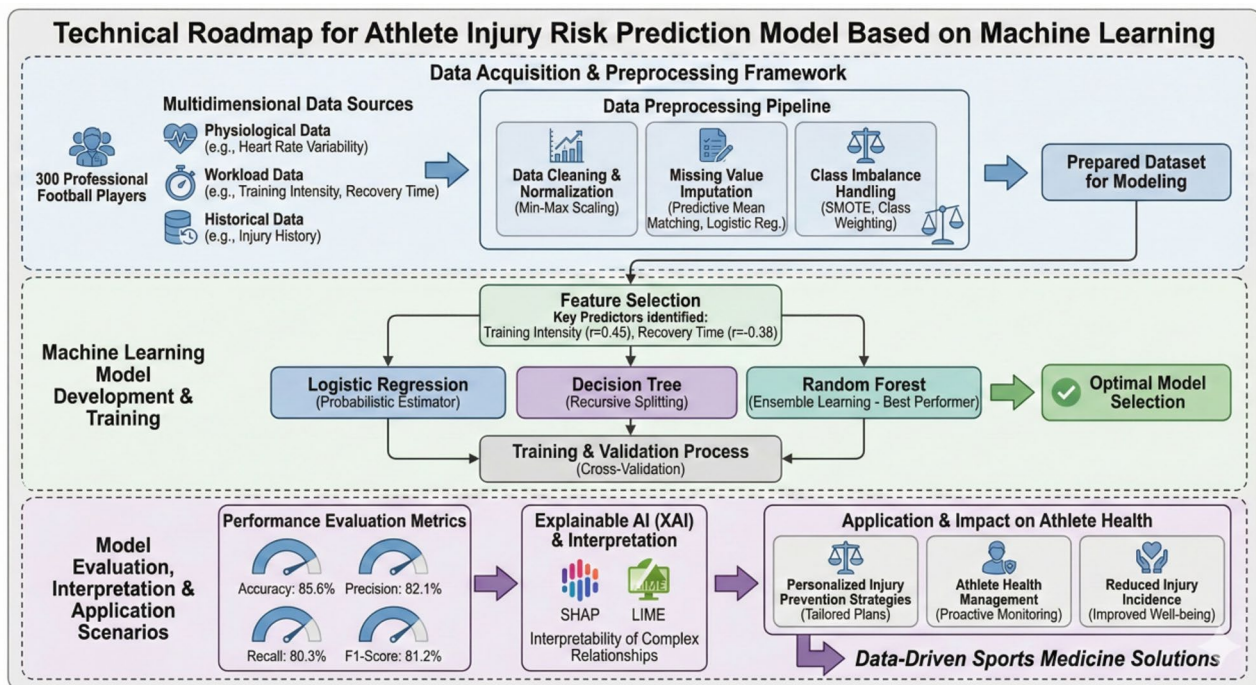 Technical Roadmap for Athlete Injury Risk Prediction Model Based on Machine Learning
Data Acquisition & Preprocessing Framework
300 Professional
Football Players
Multidimensional Data Sources
Physiological Data
(e.g., Heart Rate Variability)
Workload Data
(e.g., Training Intensity, Recovery Time)
Historical Data
(e.g., Injury History)
Data Preprocessing Pipeline
Data Cleaning &
Normalization
(Min-Max Scaling)
Missing Value
Imputation
(Predictive Mean
Matching, Logistic Reg.)
Class Imbalance
Handling
(SMOTE, Class
Weighting)
Prepared Dataset
for Modeling
Machine Learning
Model
Development &
Training
Feature Selection
Key Predictors identified:
Training Intensity (r=0.45), Recovery Time (r=-0.38)
Logistic Regression
(Probabilistic Estimator)
Decision Tree
(Recursive Splitting)
Random Forest
(Ensemble Learning - Best Performer)
Optimal Model
Selection
Training & Validation Process
(Cross-Validation)
Model
Evaluation,
Interpretation &
Application
Scenarios
Performance Evaluation Metrics
Accuracy: 85.6%
Precision: 82.1%
Recall: 80.3%
F1-Score: 81.2%
Explainable AI (XAI)
& Interpretation
SHAP
LIME
Interpretability of Complex
Relationships
Application & Impact on Athlete Health
Personalized Injury
Prevention Strategies
(Tailored Plans)
Athlete Health
Management
(Proactive Monitoring)
Reduced Injury
Incidence
(Improved Well-being)
Data-Driven Sports Medicine Solutions